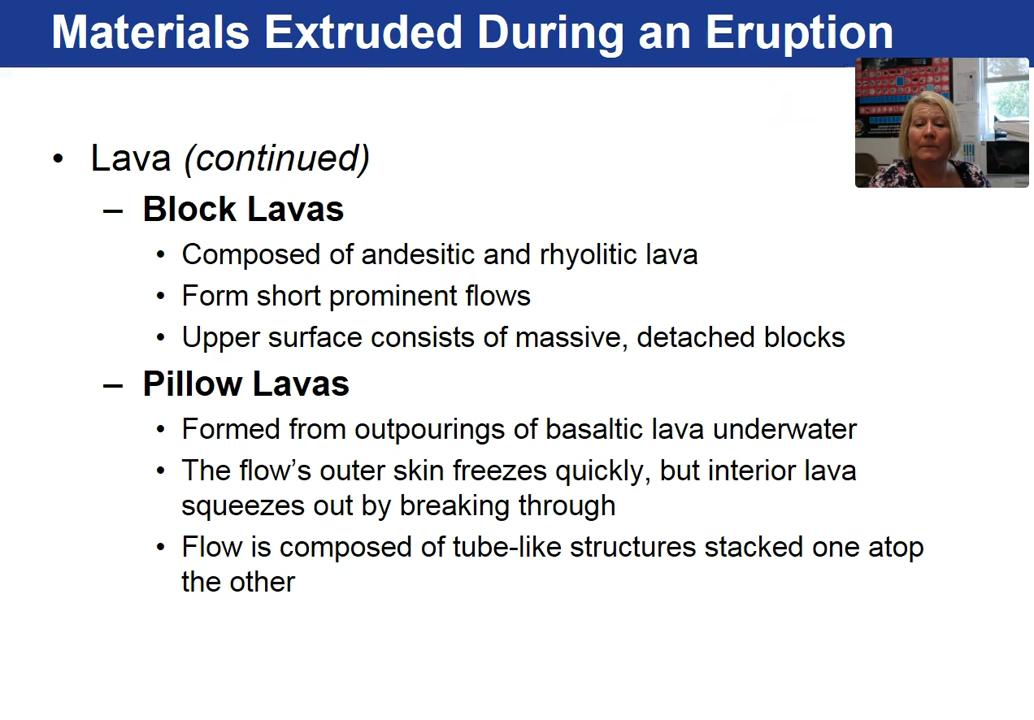 Materials Extruded During an Eruption
• Lava (continued)
– Block Lavas
• Composed of andesitic and rhyolitic lava
• Form short prominent flows
• Upper surface consists of massive, detached blocks
– Pillow Lavas
• Formed from outpourings of basaltic lava underwater
• The flow’s outer skin freezes quickly, but interior lava
squeezes out by breaking through
• Flow is composed of tube-like structures stacked one atop
the other